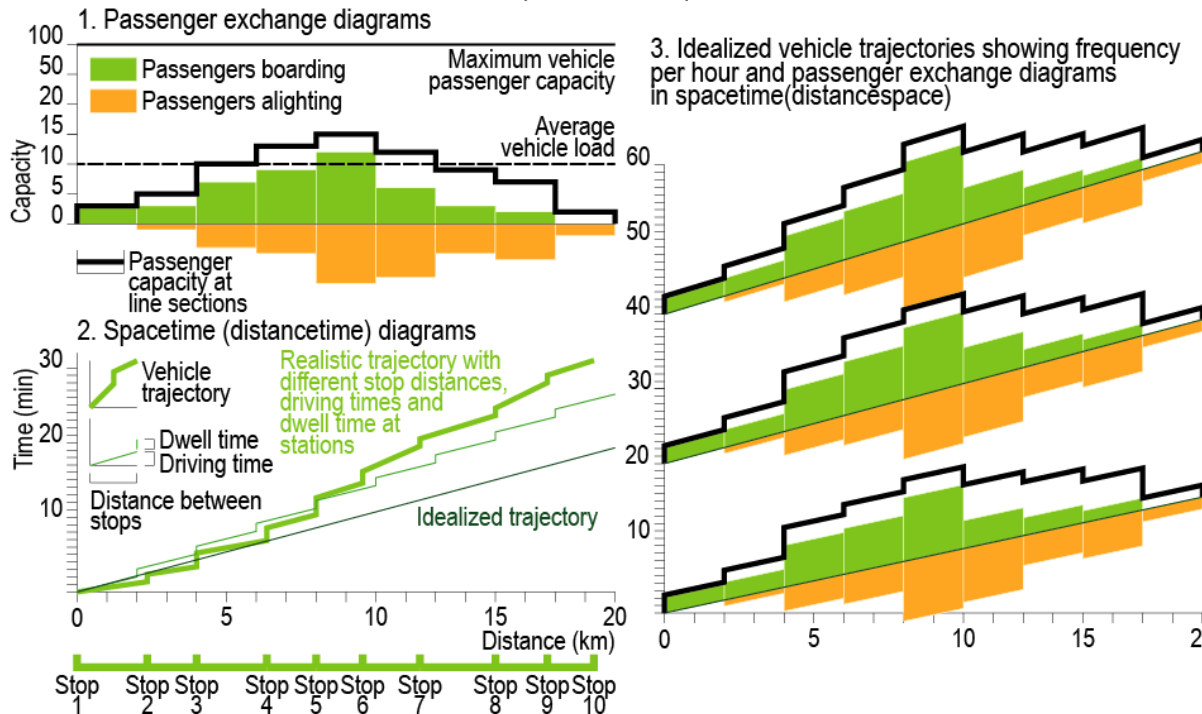 1. Passenger exchange diagrams
100
50
20
15
10
5
0
Capacity
Passengers boarding
Passengers alighting
Maximum vehicle
passenger capacity
Average
vehicle load
Passenger
capacity at
line sections
2. Spacetime (distancetime) diagrams
30
20
10
Time (min)
Vehicle
trajectory
Dwell time
Driving time
Distance between
stops
Realistic trajectory with
different stop distances,
driving times and
dwell time at
stations
Idealized trajectory
0 5 10 15 20
Distance (km)
Stop 1
Stop 2
Stop 3
Stop 4
Stop 5
Stop 6
Stop 7
Stop 8
Stop 9
Stop 10
3. Idealized vehicle trajectories showing frequency
per hour and passenger exchange diagrams
in spacetime(distancespace)
60
50
40
30
20
10
0 5 10 15